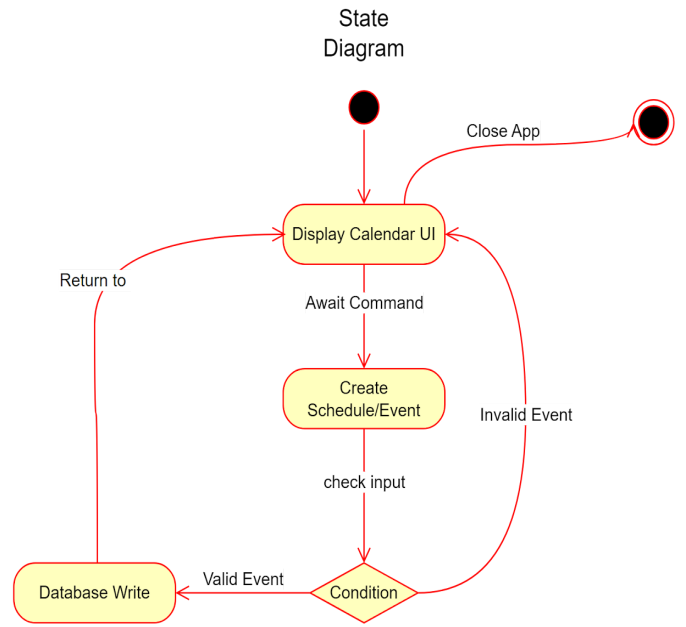 State
Diagram
Close App
Display Calendar UI
Return to
Await Command
Create
Schedule/Event
Invalid Event
check input
Valid Event
Database Write
Condition